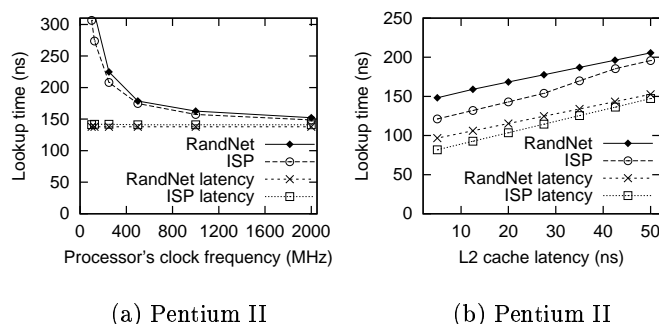 300
250
200
150
100
50
0
Lookup time (ns)
RandNet
ISP
RandNet latency
ISP latency
0 400 800 1200 1600 2000
Processor's clock frequency (MHz)
(a) Pentium II
250
200
150
100
50
0
Lookup time (ns)
RandNet
ISP
RandNet latency
ISP latency
10 20 30 40 50
L2 cache latency (ns)
(b) Pentium II